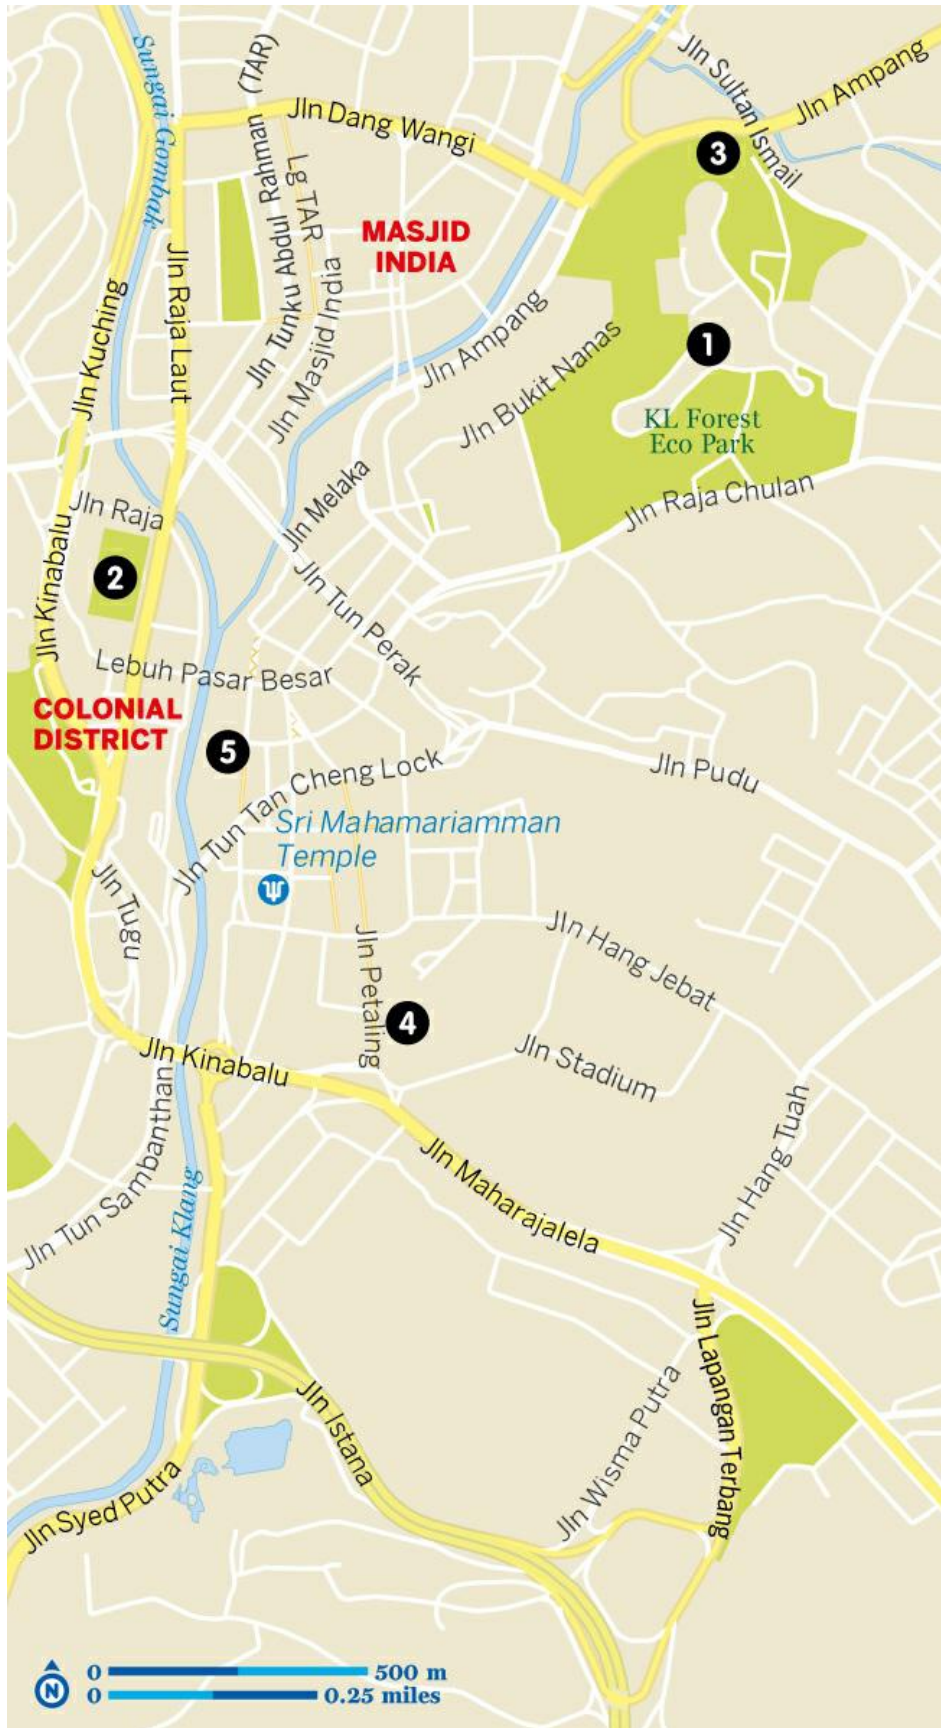 Sungai Gombak
Jln Tunku Abdul Rahman (TAR)
Jln Sultan Ismail
Jln Ampang
Jln Dang Wangi
Lg TAR
3
MASJID
INDIA
Jln Raja Laut
Jln Masjid India
Jln Kuching
Jln Ampang
Jln Bukit Nanas
1
KL Forest
Eco Park
Jln Raja
Jln Melaka
Jln Raja Chulan
Jln Kinabalu
2
Jln Tun Perak
Lebuh Pasar Besar
COLONIAL
DISTRICT
5
Jln Tun Tan Cheng Lock
Jln Pudu
Sri Mahamariamman
Temple
Jln Tugu
Jln Petaling
Jln Hang Jebat
4
Jln Kinabalu
Jln Stadium
Jln Tun Sambanthan
Jln Hang Tuah
Jln Maharajalela
Sungai Klang
Jln Istana
Jln Wisma Putra
Jln Lapangan Terbang
Jln Syed Putra
N
0 500 m
0 0.25 miles